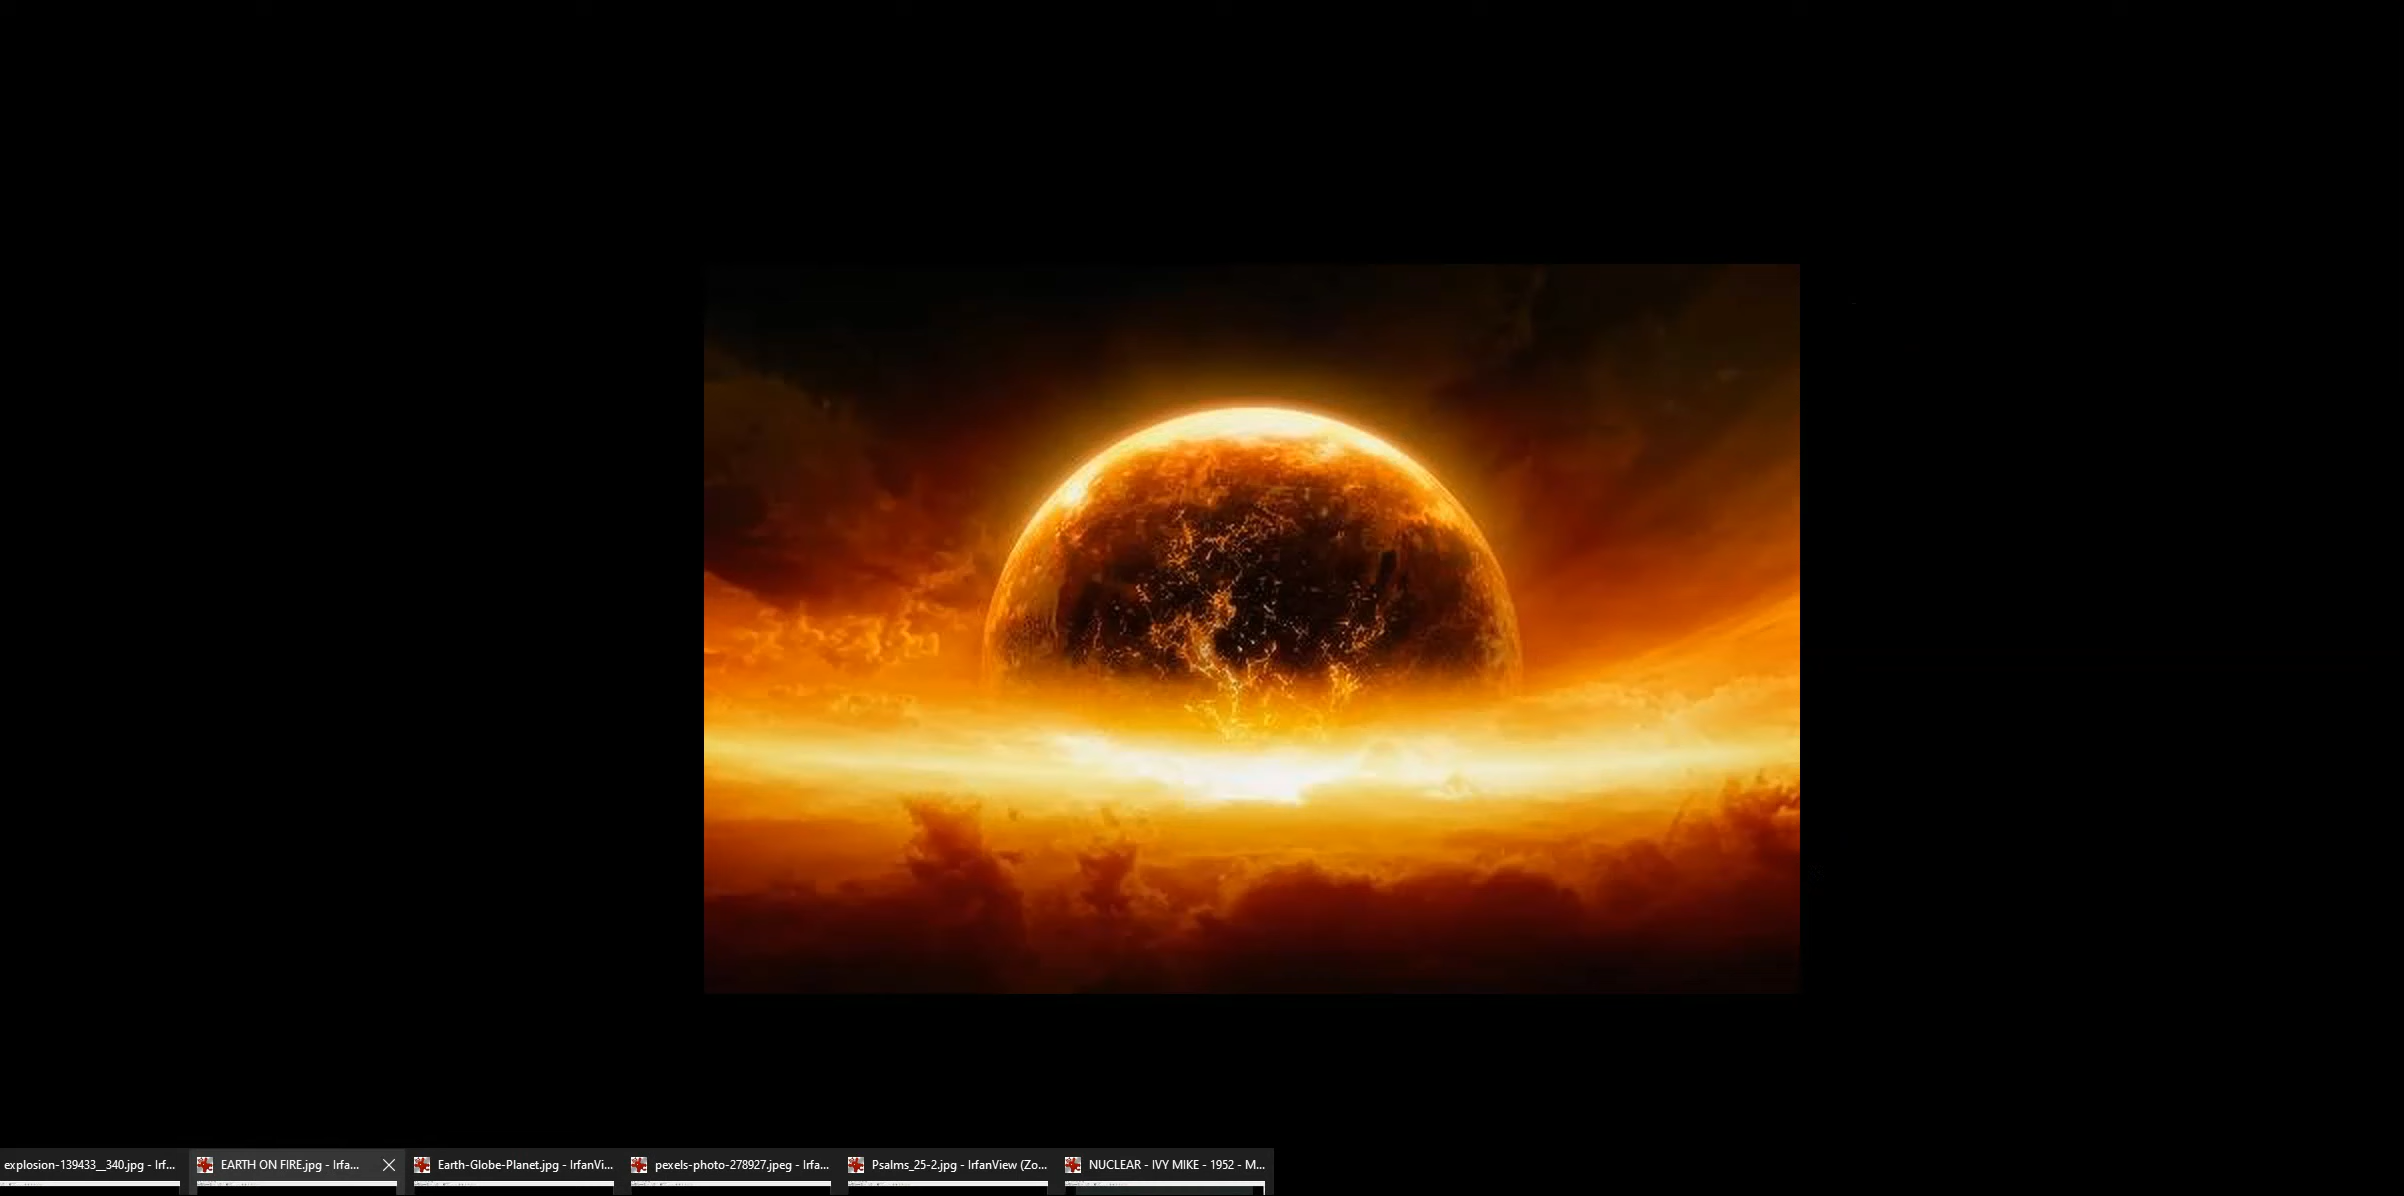 explosion-139433__340.jpg - Irf...
EARTH ON FIRE.jpg - Irfa...
Earth-Globe-Planet.jpg - IrfanVi...
pexels-photo-278927.jpeg - Irfa...
Psalms_25-2.jpg - IrfanView (Zo...
NUCLEAR - IVY MIKE - 1952 - M...